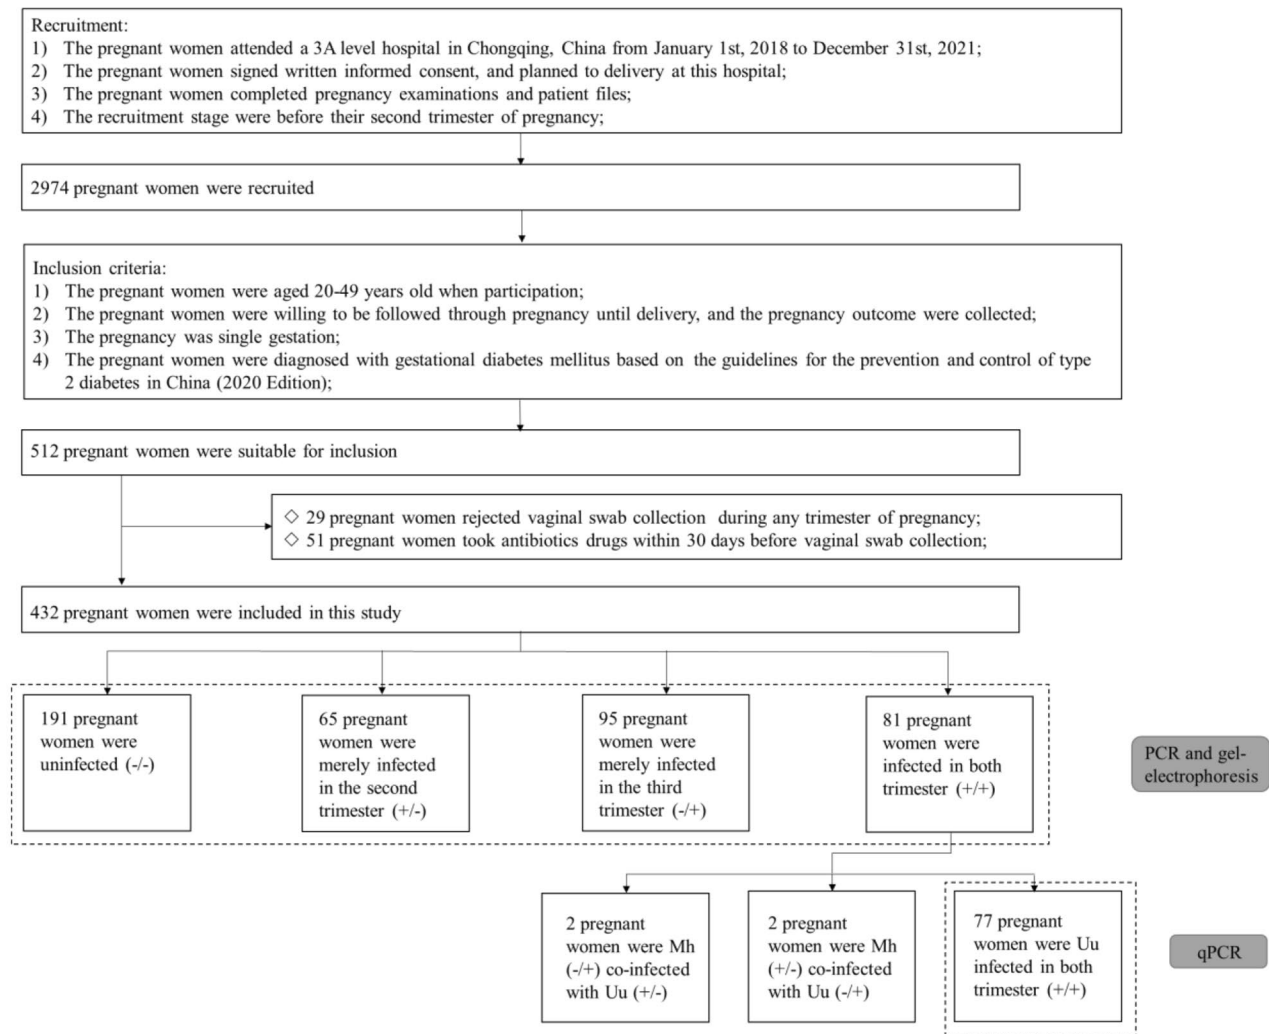 Recruitment:
1) The pregnant women attended a 3A level hospital in Chongqing, China from January 1st, 2018 to December 31st, 2021;
2) The pregnant women signed written informed consent, and planned to delivery at this hospital;
3) The pregnant women completed pregnancy examinations and patient files;
4) The recruitment stage were before their second trimester of pregnancy;
2974 pregnant women were recruited
Inclusion criteria:
1) The pregnant women were aged 20-49 years old when participation;
2) The pregnant women were willing to be followed through pregnancy until delivery, and the pregnancy outcome were collected;
3) The pregnancy was single gestation;
4) The pregnant women were diagnosed with gestational diabetes mellitus based on the guidelines for the prevention and control of type
2 diabetes in China (2020 Edition);
512 pregnant women were suitable for inclusion
◇ 29 pregnant women rejected vaginal swab collection during any trimester of pregnancy;
◇ 51 pregnant women took antibiotics drugs within 30 days before vaginal swab collection;
432 pregnant women were included in this study
191 pregnant
women were
uninfected (-/-)
65 pregnant
women were
merely infected
in the second
trimester (+/-)
95 pregnant
women were
merely infected
in the third
trimester (-/+)
81 pregnant
women were
infected in both
trimester (+/+)
PCR and gel-
electrophoresis
2 pregnant
women were Mh
(-/+) co-infected
with Uu (+/-)
2 pregnant
women were Mh
(+/-) co-infected
with Uu (-/+)
77 pregnant
women were Uu
infected in both
trimester (+/+)
qPCR